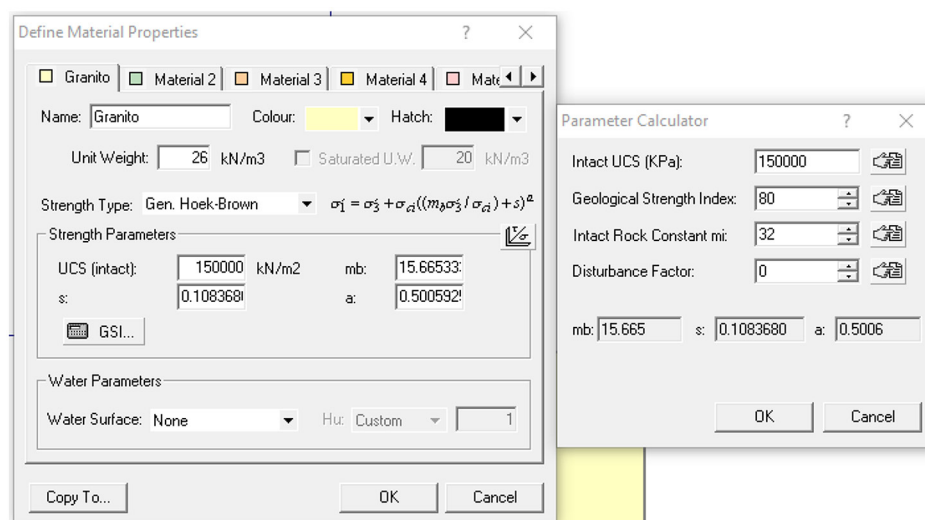 Define Material Properties ? ×
Granito Material 2 Material 3 Material 4 Mate
Name: Granito Colour: Hatch:
Unit Weight: 26 kN/m3 Saturated U.W. 20 kN/m3
Strength Type: Gen. Hoek-Brown σ₁′ = σ₃′ + σci((mbσ₃′/σci) + s)ᵃ
Strength Parameters
UCS (intact): 150000 kN/m2 mb: 15.66533
s: 0.108368 a: 0.500592
GSI...
Water Parameters
Water Surface: None Hu: Custom 1
Copy To... OK Cancel
Parameter Calculator ? ×
Intact UCS (KPa): 150000
Geological Strength Index: 80
Intact Rock Constant mi: 32
Disturbance Factor: 0
mb: 15.665 s: 0.1083680 a: 0.5006
OK Cancel